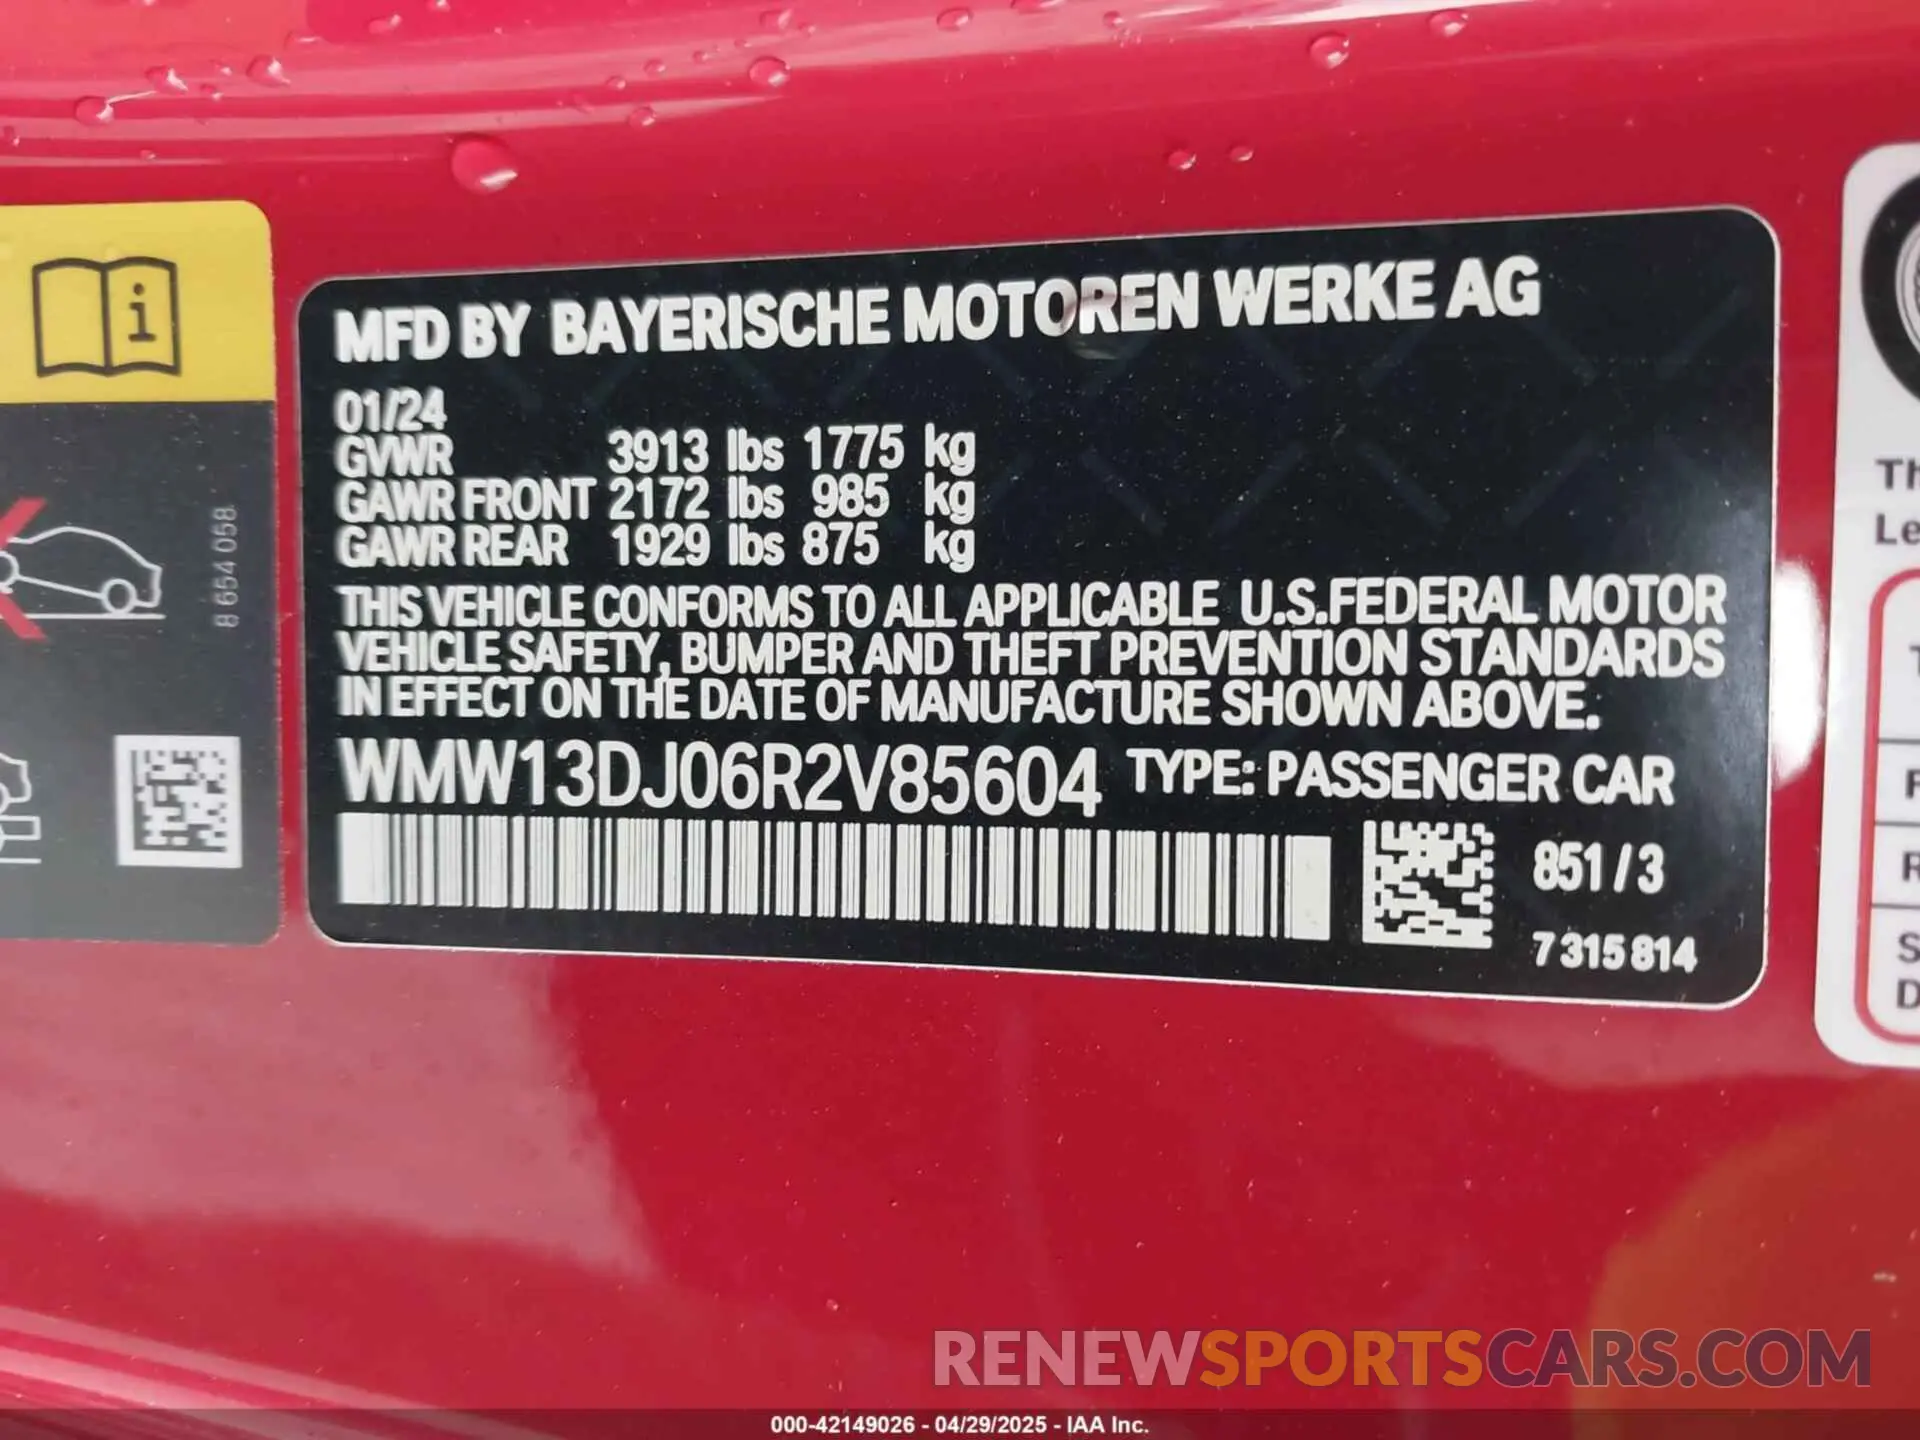 MFD BY BAYERISCHE MOTOREN WERKE AG
01/24
GVWR 3913 lbs 1775 kg
GAWR FRONT 2172 lbs 985 kg
GAWR REAR 1929 lbs 875 kg
THIS VEHICLE CONFORMS TO ALL APPLICABLE U.S.FEDERAL MOTOR
VEHICLE SAFETY, BUMPER AND THEFT PREVENTION STANDARDS
IN EFFECT ON THE DATE OF MANUFACTURE SHOWN ABOVE.
WMW13DJ06R2V85604 TYPE: PASSENGER CAR
851 / 3
7 315 814
8 654 058
Th
Le
RENEWSPORTSCARS.COM
000-42149026 - 04/29/2025 - IAA Inc.